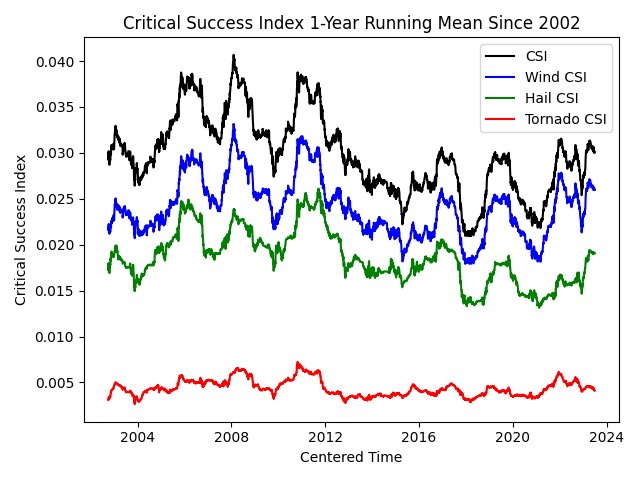 Critical Success Index 1-Year Running Mean Since 2002
CSI
Wind CSI
Hail CSI
Tornado CSI
Critical Success Index
0.040
0.035
0.030
0.025
0.020
0.015
0.010
0.005
2004 2008 2012 2016 2020 2024
Centered Time